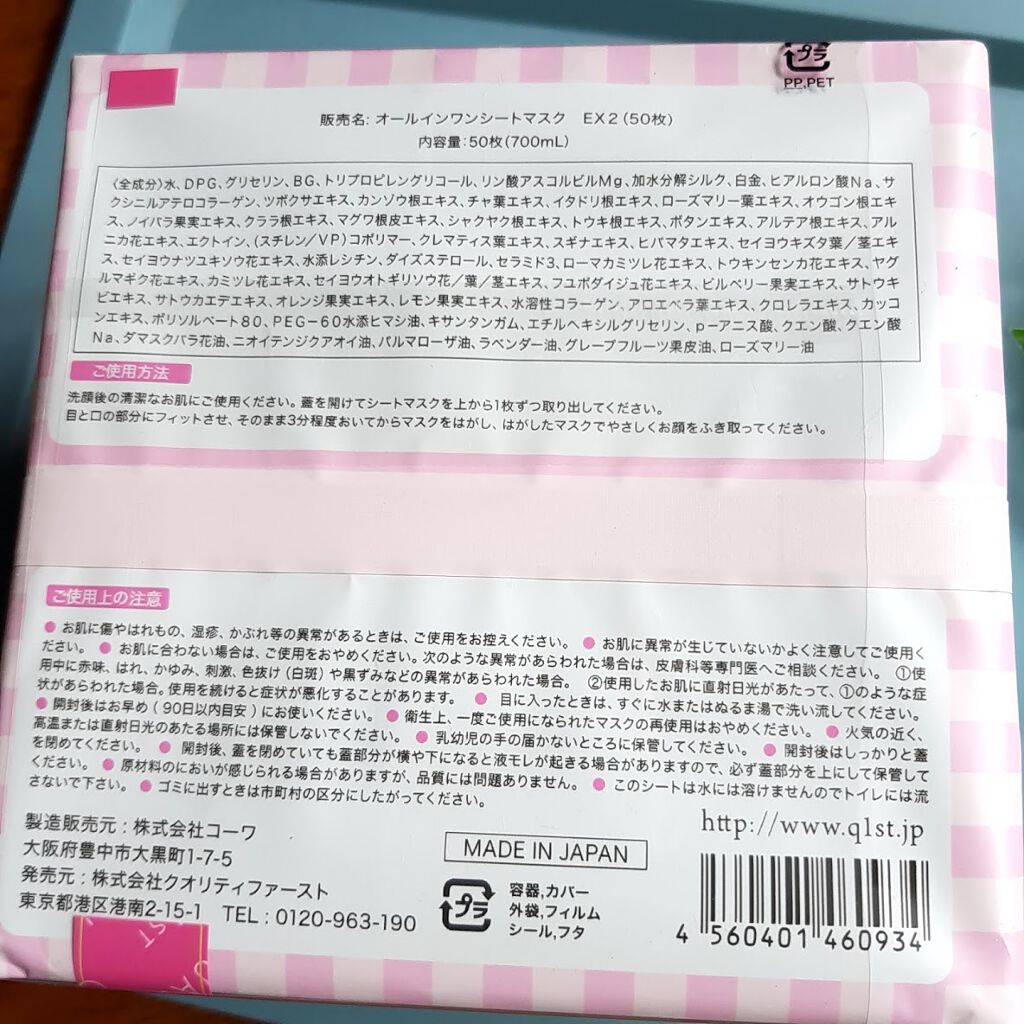 PP,PET
販売名: オールインワンシートマスク EX2(50枚)
内容量:50枚(700mL)
〈全成分〉水、DPG、グリセリン、BG、トリプロピレングリコール、リン酸アスコルビルMg、加水分解シルク、白金、ヒアルロン酸Na、サ
クシニルアテロコラーゲン、ツボクサエキス、カンゾウ根エキス、チャ葉エキス、イタドリ根エキス、ローズマリー葉エキス、オウゴン根エキ
ス、ノイバラ果実エキス、クララ根エキス、マグワ根皮エキス、シャクヤク根エキス、トウキ根エキス、ボタンエキス、アルテア根エキス、アル
ニカ花エキス、エクトイン、(スチレン/VP)コポリマー、クレマティス葉エキス、スギナエキス、ヒバマタエキス、セイヨウキズタ葉/茎エキ
ス、セイヨウナツユキソウ花エキス、水添レシチン、ダイズステロール、セラミド3、ローマカミツレ花エキス、トウキンセンカ花エキス、ヤグ
ルマギク花エキス、カミツレ花エキス、セイヨウオトギリソウ花/葉/茎エキス、フユボダイジュ花エキス、ビルベリー果実エキス、サトウキ
ビエキス、サトウカエデエキス、オレンジ果実エキス、レモン果実エキス、水溶性コラーゲン、アロエベラ葉エキス、クロレラエキス、カッコ
ンエキス、ポリソルベート80、PEG-60水添ヒマシ油、キサンタンガム、エチルヘキシルグリセリン、p-アニス酸、クエン酸、クエン酸
Na、ダマスクバラ花油、ニオイテンジクアオイ油、パルマローザ油、ラベンダー油、グレープフルーツ果皮油、ローズマリー油
ご使用方法
洗顔後の清潔なお肌にご使用ください。蓋を開けてシートマスクを上から1枚ずつ取り出してください。
目と口の部分にフィットさせ、そのまま3分程度おいてからマスクをはがし、はがしたマスクでやさしくお顔をふき取ってください。
ご使用上の注意
●お肌に傷やはれもの、湿疹、かぶれ等の異常があるときは、ご使用をお控えください。 ●お肌に異常が生じていないかよく注意してご使用く
ださい。 ●お肌に合わない場合は、ご使用をおやめください。次のような異常があらわれた場合は、皮膚科等専門医へご相談ください。 ①使
用中に赤味、はれ、かゆみ、刺激、色抜け(白斑)や黒ずみなどの異常があらわれた場合。 ②使用したお肌に直射日光があたって、①のような症
状があらわれた場合。使用を続けると症状が悪化することがあります。 ●目に入ったときは、すぐに水またはぬるま湯で洗い流してください。
●開封後はお早め(90日以内目安)にお使いください。 ●衛生上、一度ご使用になられたマスクの再使用はおやめください。 ●火気の近く、
高温または直射日光のあたる場所には保管しないでください。 ●乳幼児の手の届かないところに保管してください。 ●開封後はしっかりと蓋
を閉めてください。 ●開封後、蓋を閉めていても蓋部分が横や下になると液モレが起きる場合がありますので、必ず蓋部分を上にして保管して
ください。 ●原材料のにおいが感じられる場合がありますが、品質には問題ありません。 ●このシートは水には溶けませんのでトイレには流
さないで下さい。 ●ゴミに出すときは市町村の区分にしたがってください。
製造販売元:株式会社コーワ
大阪府豊中市大黒町1-7-5
発売元:株式会社クオリティファースト
東京都港区港南2-15-1 TEL:0120-963-190
MADE IN JAPAN
プラ
容器,カバー
外袋,フィルム
シール,フタ
http://www.q1st.jp
4 560401 460934